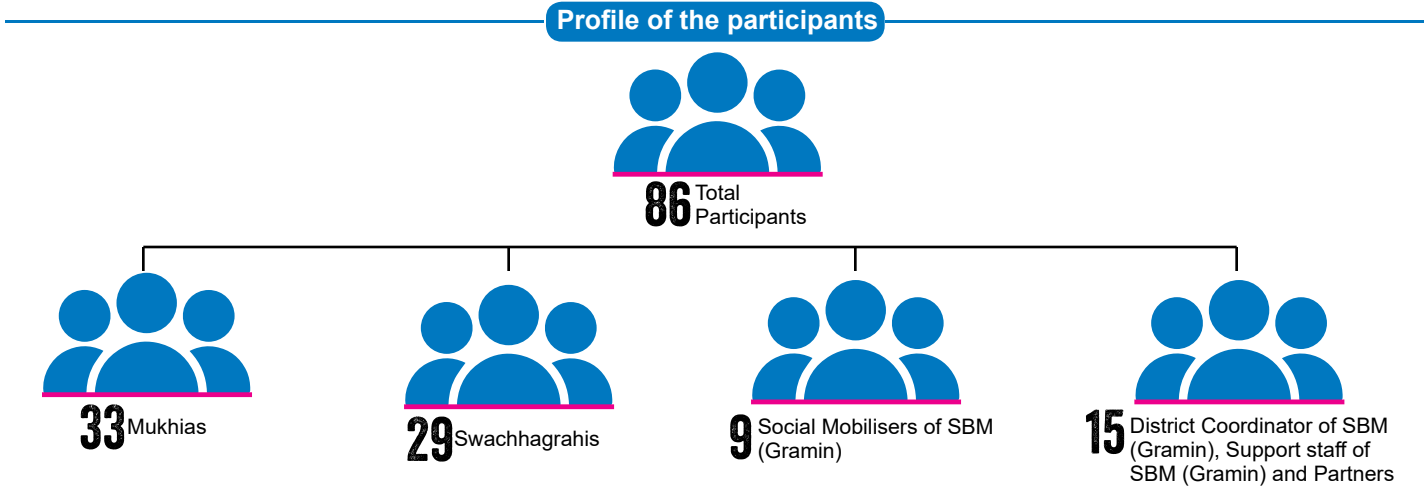 Profile of the participants
86 Total
Participants
33 Mukhias
29 Swachhagrahis
9 Social Mobilisers of SBM
(Gramin)
15 District Coordinator of SBM
(Gramin), Support staff of
SBM (Gramin) and Partners